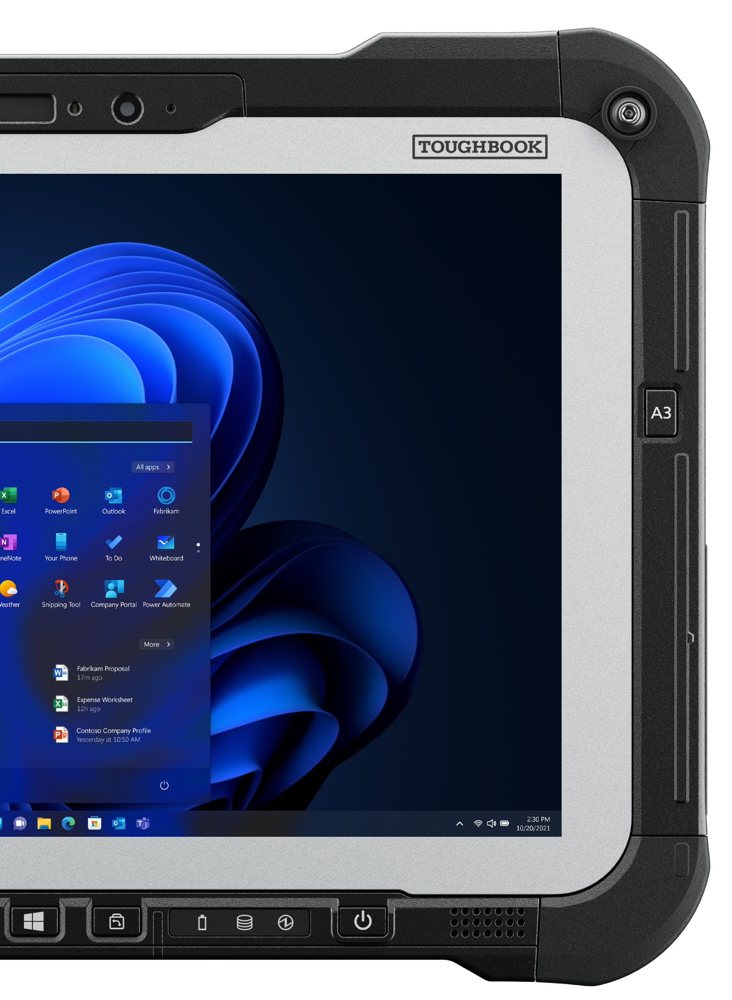 TOUGHBOOK
A3
All apps >
Excel
PowerPoint
Outlook
Fabrikam
neNote
Your Phone
To Do
Whiteboard
eather
Snipping Tool
Company Portal
Power Automate
More >
Fabrikam Proposal
17m ago
Expense Worksheet
12h ago
Contoso Company Profile
Yesterday at 10:50 AM
2:30 PM
10/20/2021